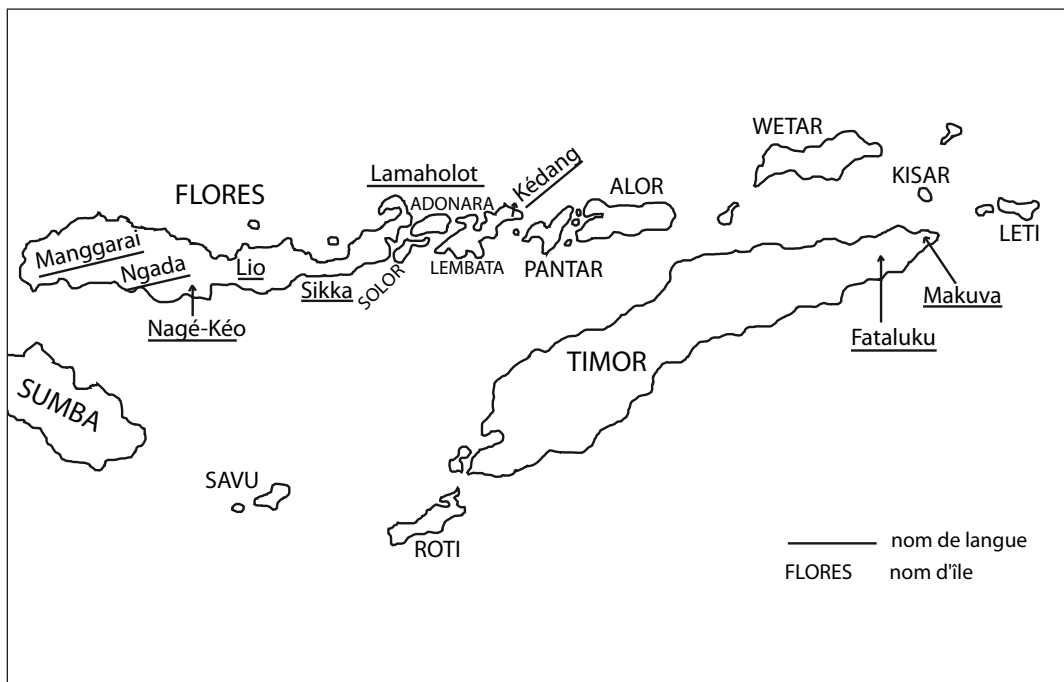 WETAR
KISAR
LETI
FLORES
Lamaholot
Kédang
ADONARA
ALOR
Manggarai
Ngada
Lio
Sikka
SOLOR
LEMBATA
PANTAR
Nagé-Kéo
Makuva
Fataluku
TIMOR
SUMBA
SAVU
ROTI
nom de langue
FLORES nom d'île